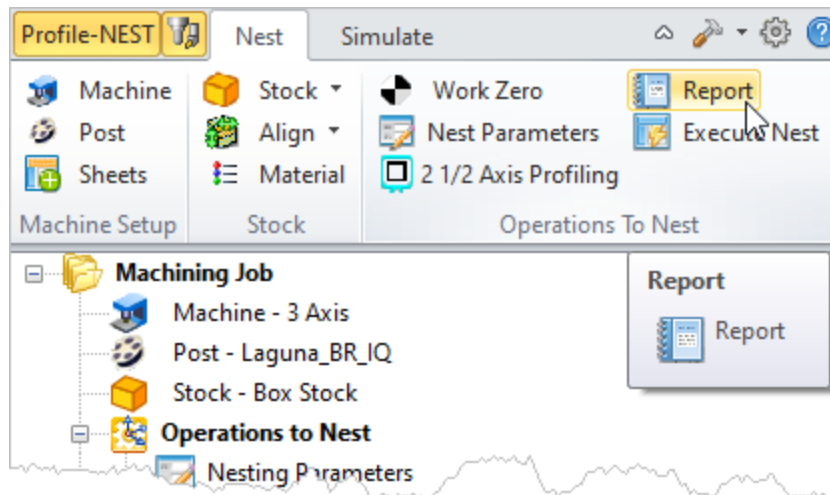 Profile-NEST Nest Simulate
Machine Stock Work Zero Report
Post Align Nest Parameters Execute Nest
Sheets Material 2 1/2 Axis Profiling
Machine Setup Stock Operations To Nest
Machining Job
Report
Machine - 3 Axis
Report
Post - Laguna_BR_IQ
Stock - Box Stock
Operations to Nest
Nesting Parameters